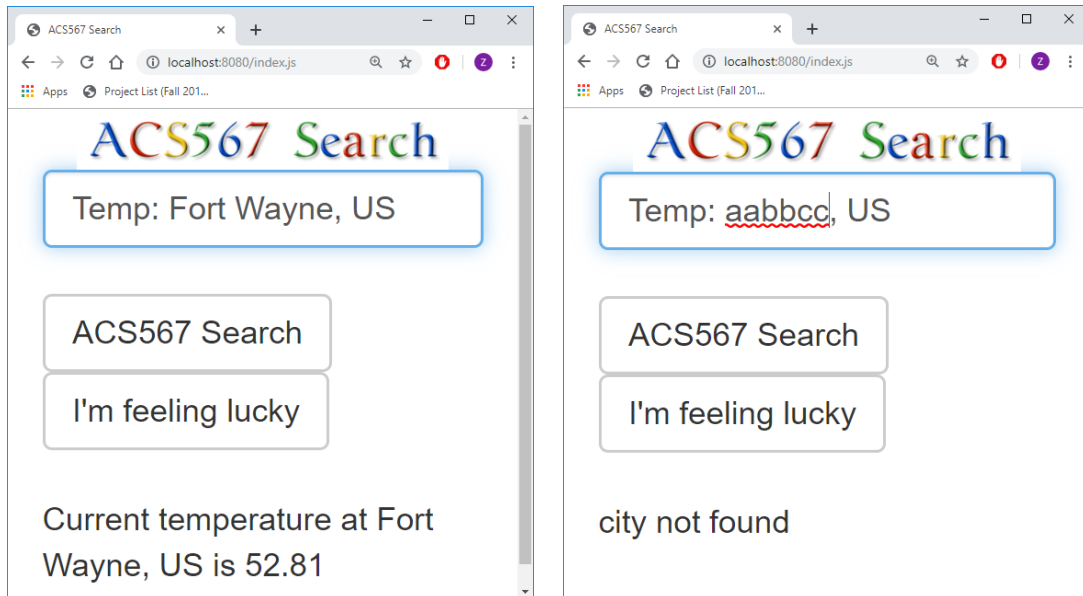 ACS567 Search
localhost:8080/index.js
Z
Apps Project List (Fall 201...
ACS567 Search
Temp: Fort Wayne, US
ACS567 Search
I'm feeling lucky
Current temperature at Fort
Wayne, US is 52.81
ACS567 Search
localhost:8080/index.js
Z
Apps Project List (Fall 201...
ACS567 Search
Temp: aabbcc, US
ACS567 Search
I'm feeling lucky
city not found